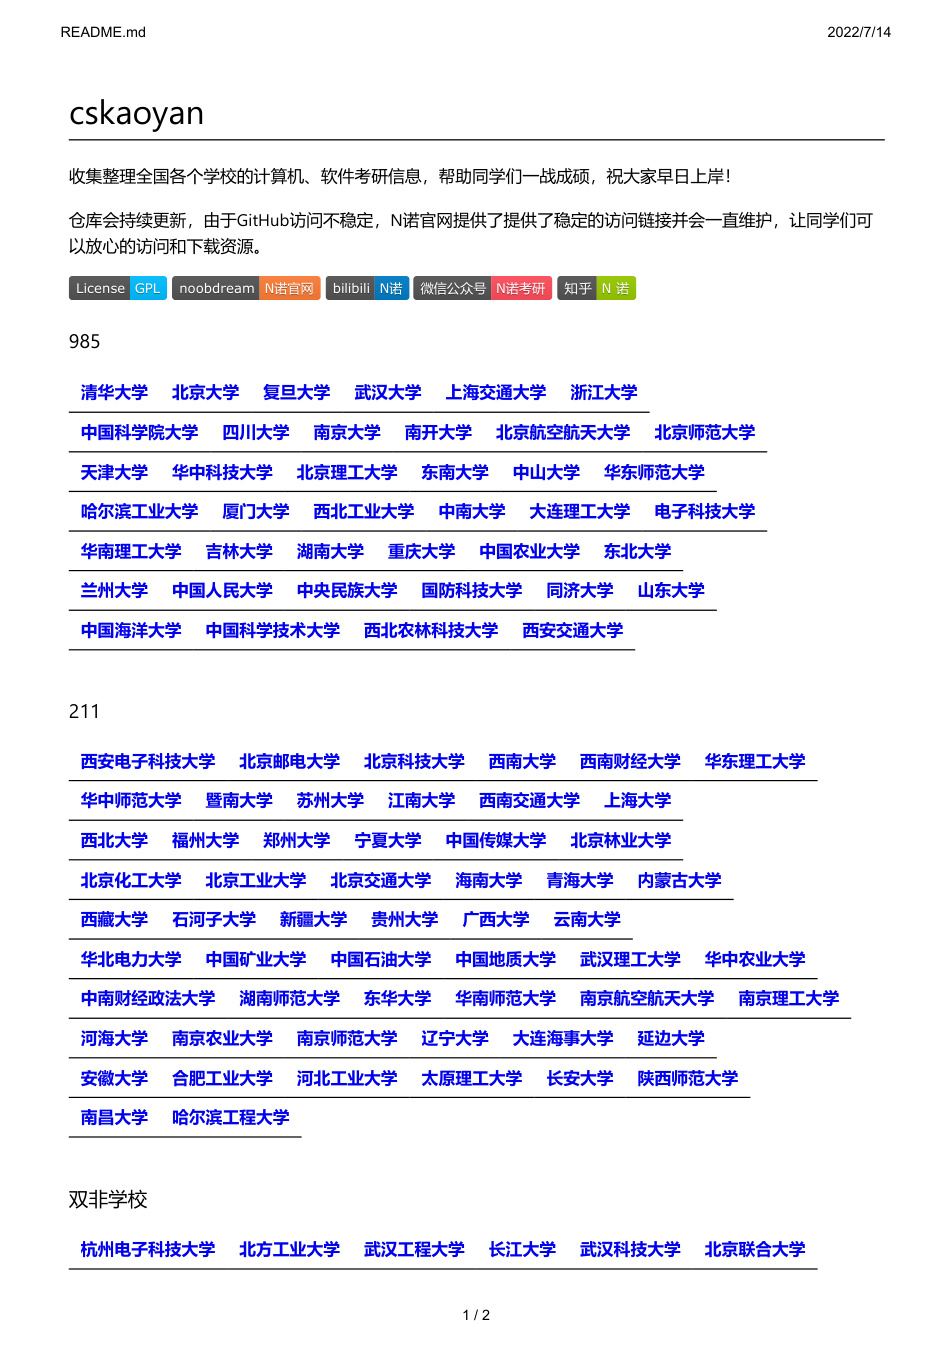 README.md 2022/7/14
cskaoyan
收集整理全国各个学校的计算机、软件考研信息，帮助同学们一战成硕，祝大家早日上岸！
仓库会持续更新，由于GitHub访问不稳定，N诺官网提供了提供了稳定的访问链接并会一直维护，让同学们可
以放心的访问和下载资源。
License GPL noobdream N诺官网 bilibili N诺 微信公众号 N诺考研 知乎 N 诺
985
清华大学 北京大学 复旦大学 武汉大学 上海交通大学 浙江大学
中国科学院大学 四川大学 南京大学 南开大学 北京航空航天大学 北京师范大学
天津大学 华中科技大学 北京理工大学 东南大学 中山大学 华东师范大学
哈尔滨工业大学 厦门大学 西北工业大学 中南大学 大连理工大学 电子科技大学
华南理工大学 吉林大学 湖南大学 重庆大学 中国农业大学 东北大学
兰州大学 中国人民大学 中央民族大学 国防科技大学 同济大学 山东大学
中国海洋大学 中国科学技术大学 西北农林科技大学 西安交通大学
211
西安电子科技大学 北京邮电大学 北京科技大学 西南大学 西南财经大学 华东理工大学
华中师范大学 暨南大学 苏州大学 江南大学 西南交通大学 上海大学
西北大学 福州大学 郑州大学 宁夏大学 中国传媒大学 北京林业大学
北京化工大学 北京工业大学 北京交通大学 海南大学 青海大学 内蒙古大学
西藏大学 石河子大学 新疆大学 贵州大学 广西大学 云南大学
华北电力大学 中国矿业大学 中国石油大学 中国地质大学 武汉理工大学 华中农业大学
中南财经政法大学 湖南师范大学 东华大学 华南师范大学 南京航空航天大学 南京理工大学
河海大学 南京农业大学 南京师范大学 辽宁大学 大连海事大学 延边大学
安徽大学 合肥工业大学 河北工业大学 太原理工大学 长安大学 陕西师范大学
南昌大学 哈尔滨工程大学
双非学校
杭州电子科技大学 北方工业大学 武汉工程大学 长江大学 武汉科技大学 北京联合大学
1 / 2